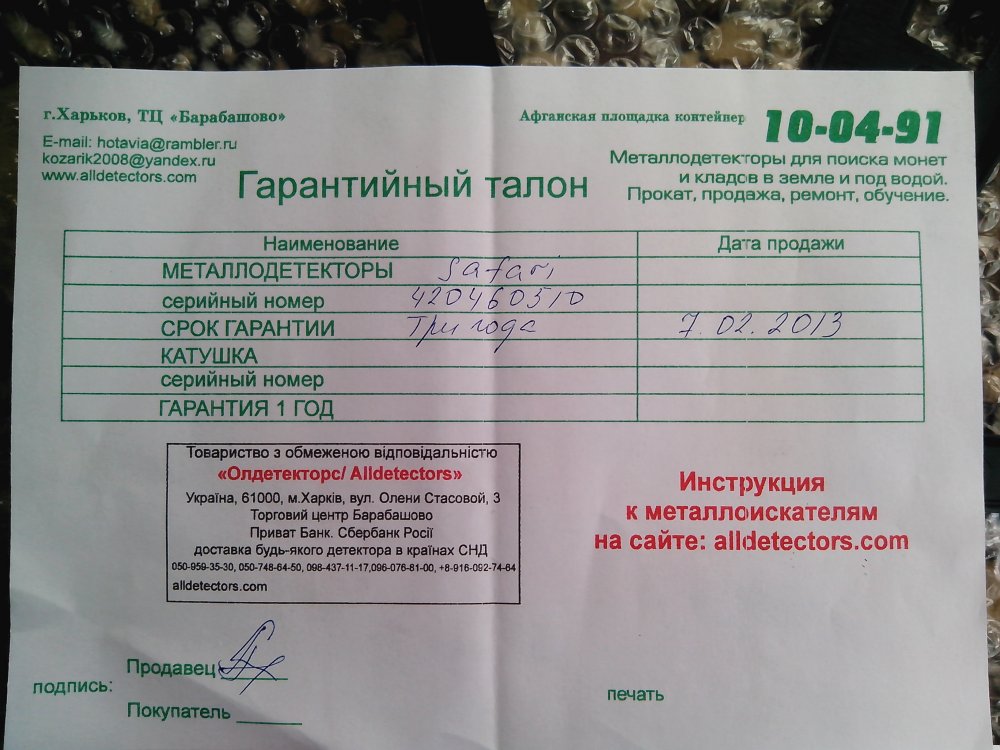 г.Харьков, ТЦ «Барабашово»
E-mail: hotavia@rambler.ru
kozarik2008@yandex.ru
www.alldetectors.com
Афганская площадка контейнер 10-04-91
Металлодетекторы для поиска монет
и кладов в земле и под водой.
Прокат, продажа, ремонт, обучение.
Гарантийный талон
Наименование Дата продажи
МЕТАЛЛОДЕТЕКТОРЫ Safari
серийный номер 420460510
СРОК ГАРАНТИИ Три года 7.02.2013
КАТУШКА
серийный номер
ГАРАНТИЯ 1 ГОД
Товариство з обмеженою відповідальністю
«Олдетекторс/ Alldetectors»
Україна, 61000, м.Харків, вул. Олени Стасовой, 3
Торговий центр Барабашово
Приват Банк. Сбербанк Росії
доставка будь-якого детектора в країнах СНД
050-959-35-30, 050-748-64-50, 098-437-11-17,096-076-81-00, +8-916-092-74-64
alldetectors.com
Инструкция
к металлоискателям
на сайте: alldetectors.com
подпись: Продавец
Покупатель
печать